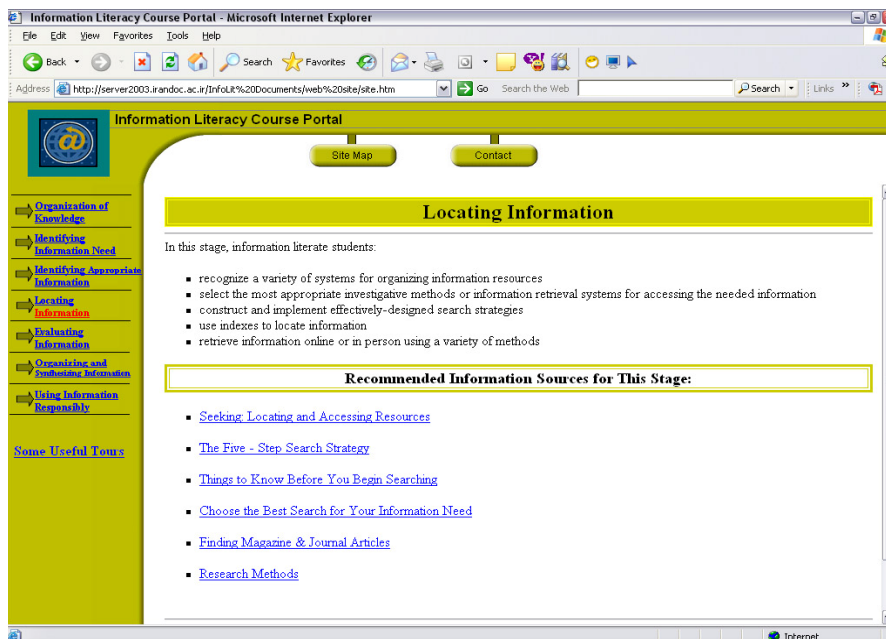 Information Literacy Course Portal - Microsoft Internet Explorer
File Edit View Favorites Tools Help
Back Search Favorites
Address http://server2003.irandoc.ac.ir/InfoLit%20Documents/web%20site/site.htm Go Search the Web Search Links »
Information Literacy Course Portal
@
Site Map Contact
Organization of
Knowledge
Identifying
Information Need
Identifying Appropriate
Information
Locating
Information
Evaluating
Information
Organizing and
Synthesizing Information
Using Information
Responsibly
Some Useful Tours
Locating Information
In this stage, information literate students:
recognize a variety of systems for organizing information resources
select the most appropriate investigative methods or information retrieval systems for accessing the needed information
construct and implement effectively-designed search strategies
use indexes to locate information
retrieve information online or in person using a variety of methods
Recommended Information Sources for This Stage:
Seeking: Locating and Accessing Resources
The Five - Step Search Strategy
Things to Know Before You Begin Searching
Choose the Best Search for Your Information Need
Finding Magazine & Journal Articles
Research Methods
Internet